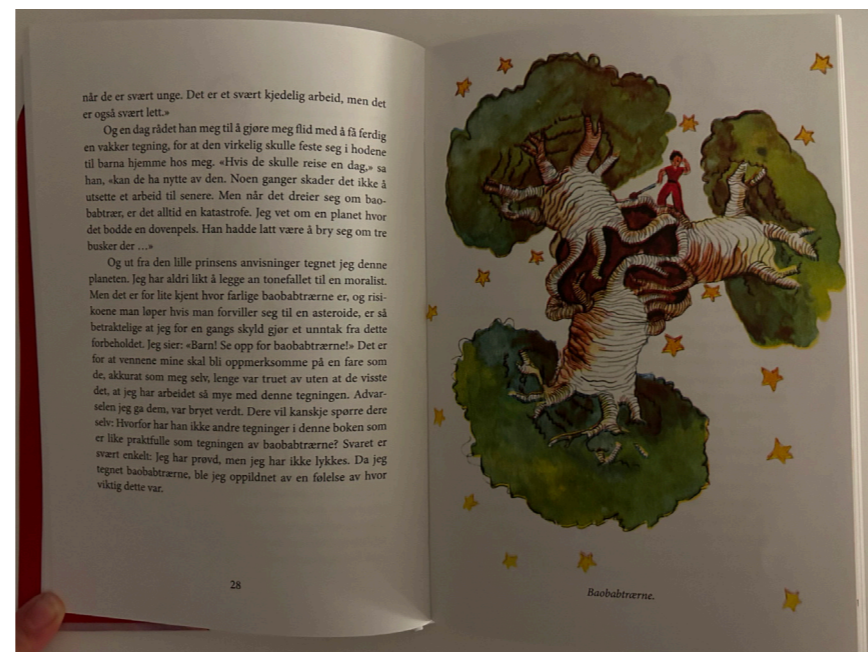 når de er svært unge. Det er et svært kjedelig arbeid, men det
er også svært lett.»
Og en dag rådet han meg til å gjøre meg flid med å få ferdig
en vakker tegning, for at den virkelig skulle feste seg i hodene
til barna hjemme hos meg. «Hvis de skulle reise en dag,» sa
han, «kan de ha nytte av den. Noen ganger skader det ikke å
utsette et arbeid til senere. Men når det dreier seg om bao-
babtrær, er det alltid en katastrofe. Jeg vet om en planet hvor
det bodde en dovenpels. Han hadde latt være å bry seg om tre
busker der …»
Og ut fra den lille prinsens anvisninger tegnet jeg denne
planeten. Jeg har aldri likt å legge an tonefallet til en moralist.
Men det er for lite kjent hvor farlige baobabtrærne er, og risi-
koene man løper hvis man forviller seg til en asteroide, er så
betraktelige at jeg for en gangs skyld gjør et unntak fra dette
forbeholdet. Jeg sier: «Barn! Se opp for baobabtrærne!» Det er
for at vennene mine skal bli oppmerksomme på en fare som
de, akkurat som meg selv, lenge var truet av uten at de visste
det, at jeg har arbeidet så mye med denne tegningen. Advar-
selen jeg ga dem, var bryet verdt. Dere vil kanskje spørre dere
selv: Hvorfor har han ikke andre tegninger i denne boken som
er like praktfulle som tegningen av baobabtrærne? Svaret er
svært enkelt: Jeg har prøvd, men jeg har ikke lykkes. Da jeg
tegnet baobabtrærne, ble jeg oppildnet av en følelse av hvor
viktig dette var.
28
Baobabtrærne.